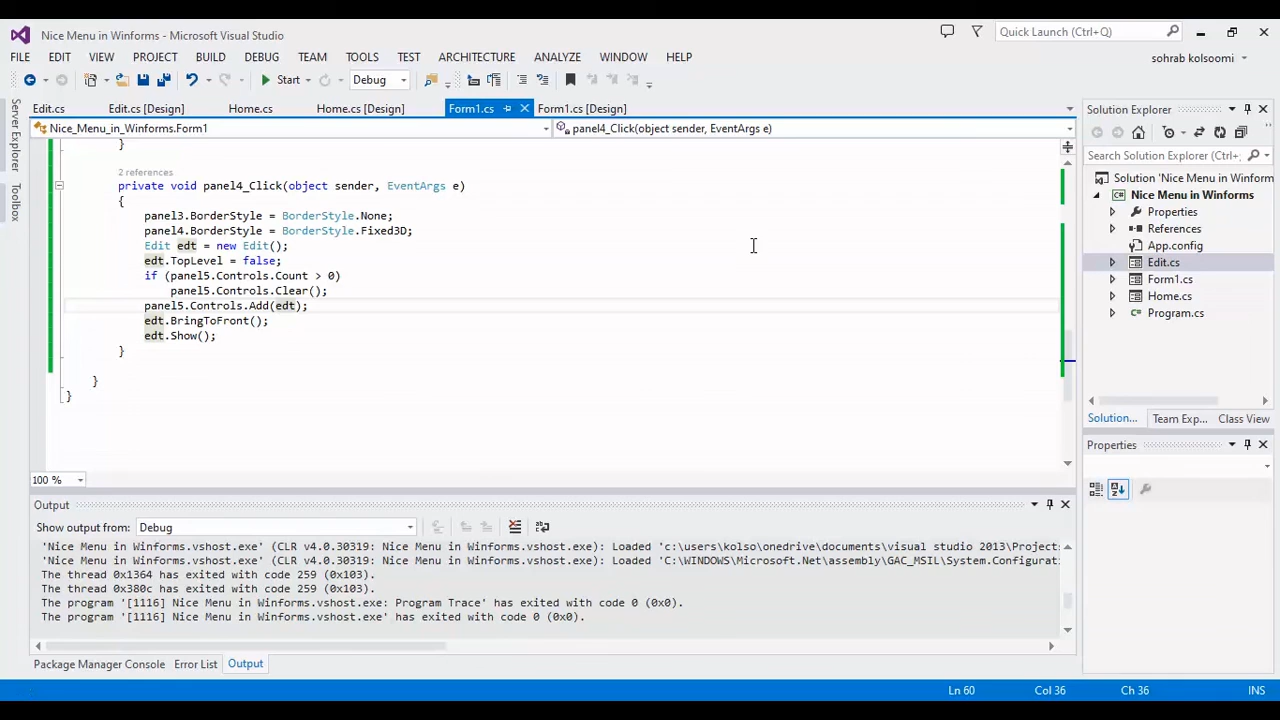 Nice Menu in Winforms - Microsoft Visual Studio
Quick Launch (Ctrl+Q)
FILE EDIT VIEW PROJECT BUILD DEBUG TEAM TOOLS TEST ARCHITECTURE ANALYZE WINDOW HELP
sohrab kolsoomi
Start
Debug
Server Explorer
Toolbox
Edit.cs Edit.cs [Design] Home.cs Home.cs [Design] Form1.cs Form1.cs [Design]
Nice_Menu_in_Winforms.Form1
panel4_Click(object sender, EventArgs e)
}
2 references
private void panel4_Click(object sender, EventArgs e)
{
panel3.BorderStyle = BorderStyle.None;
panel4.BorderStyle = BorderStyle.Fixed3D;
Edit edt = new Edit();
edt.TopLevel = false;
if (panel5.Controls.Count > 0)
panel5.Controls.Clear();
panel5.Controls.Add(edt);
edt.BringToFront();
edt.Show();
}
}
}
100 %
Output
Show output from: Debug
'Nice Menu in Winforms.vshost.exe' (CLR v4.0.30319: Nice Menu in Winforms.vshost.exe): Loaded 'c:\users\kolso\onedrive\documents\visual studio 2013\Project
'Nice Menu in Winforms.vshost.exe' (CLR v4.0.30319: Nice Menu in Winforms.vshost.exe): Loaded 'C:\WINDOWS\Microsoft.Net\assembly\GAC_MSIL\System.Configurat
The thread 0x1364 has exited with code 259 (0x103).
The thread 0x380c has exited with code 259 (0x103).
The program '[1116] Nice Menu in Winforms.vshost.exe: Program Trace' has exited with code 0 (0x0).
The program '[1116] Nice Menu in Winforms.vshost.exe' has exited with code 0 (0x0).
Package Manager Console Error List Output
Solution Explorer
Search Solution Explorer (Ctrl+;
Solution 'Nice Menu in Winform
Nice Menu in Winforms
Properties
References
App.config
Edit.cs
Form1.cs
Home.cs
Program.cs
Solution... Team Exp... Class View
Properties
Ln 60 Col 36 Ch 36 INS